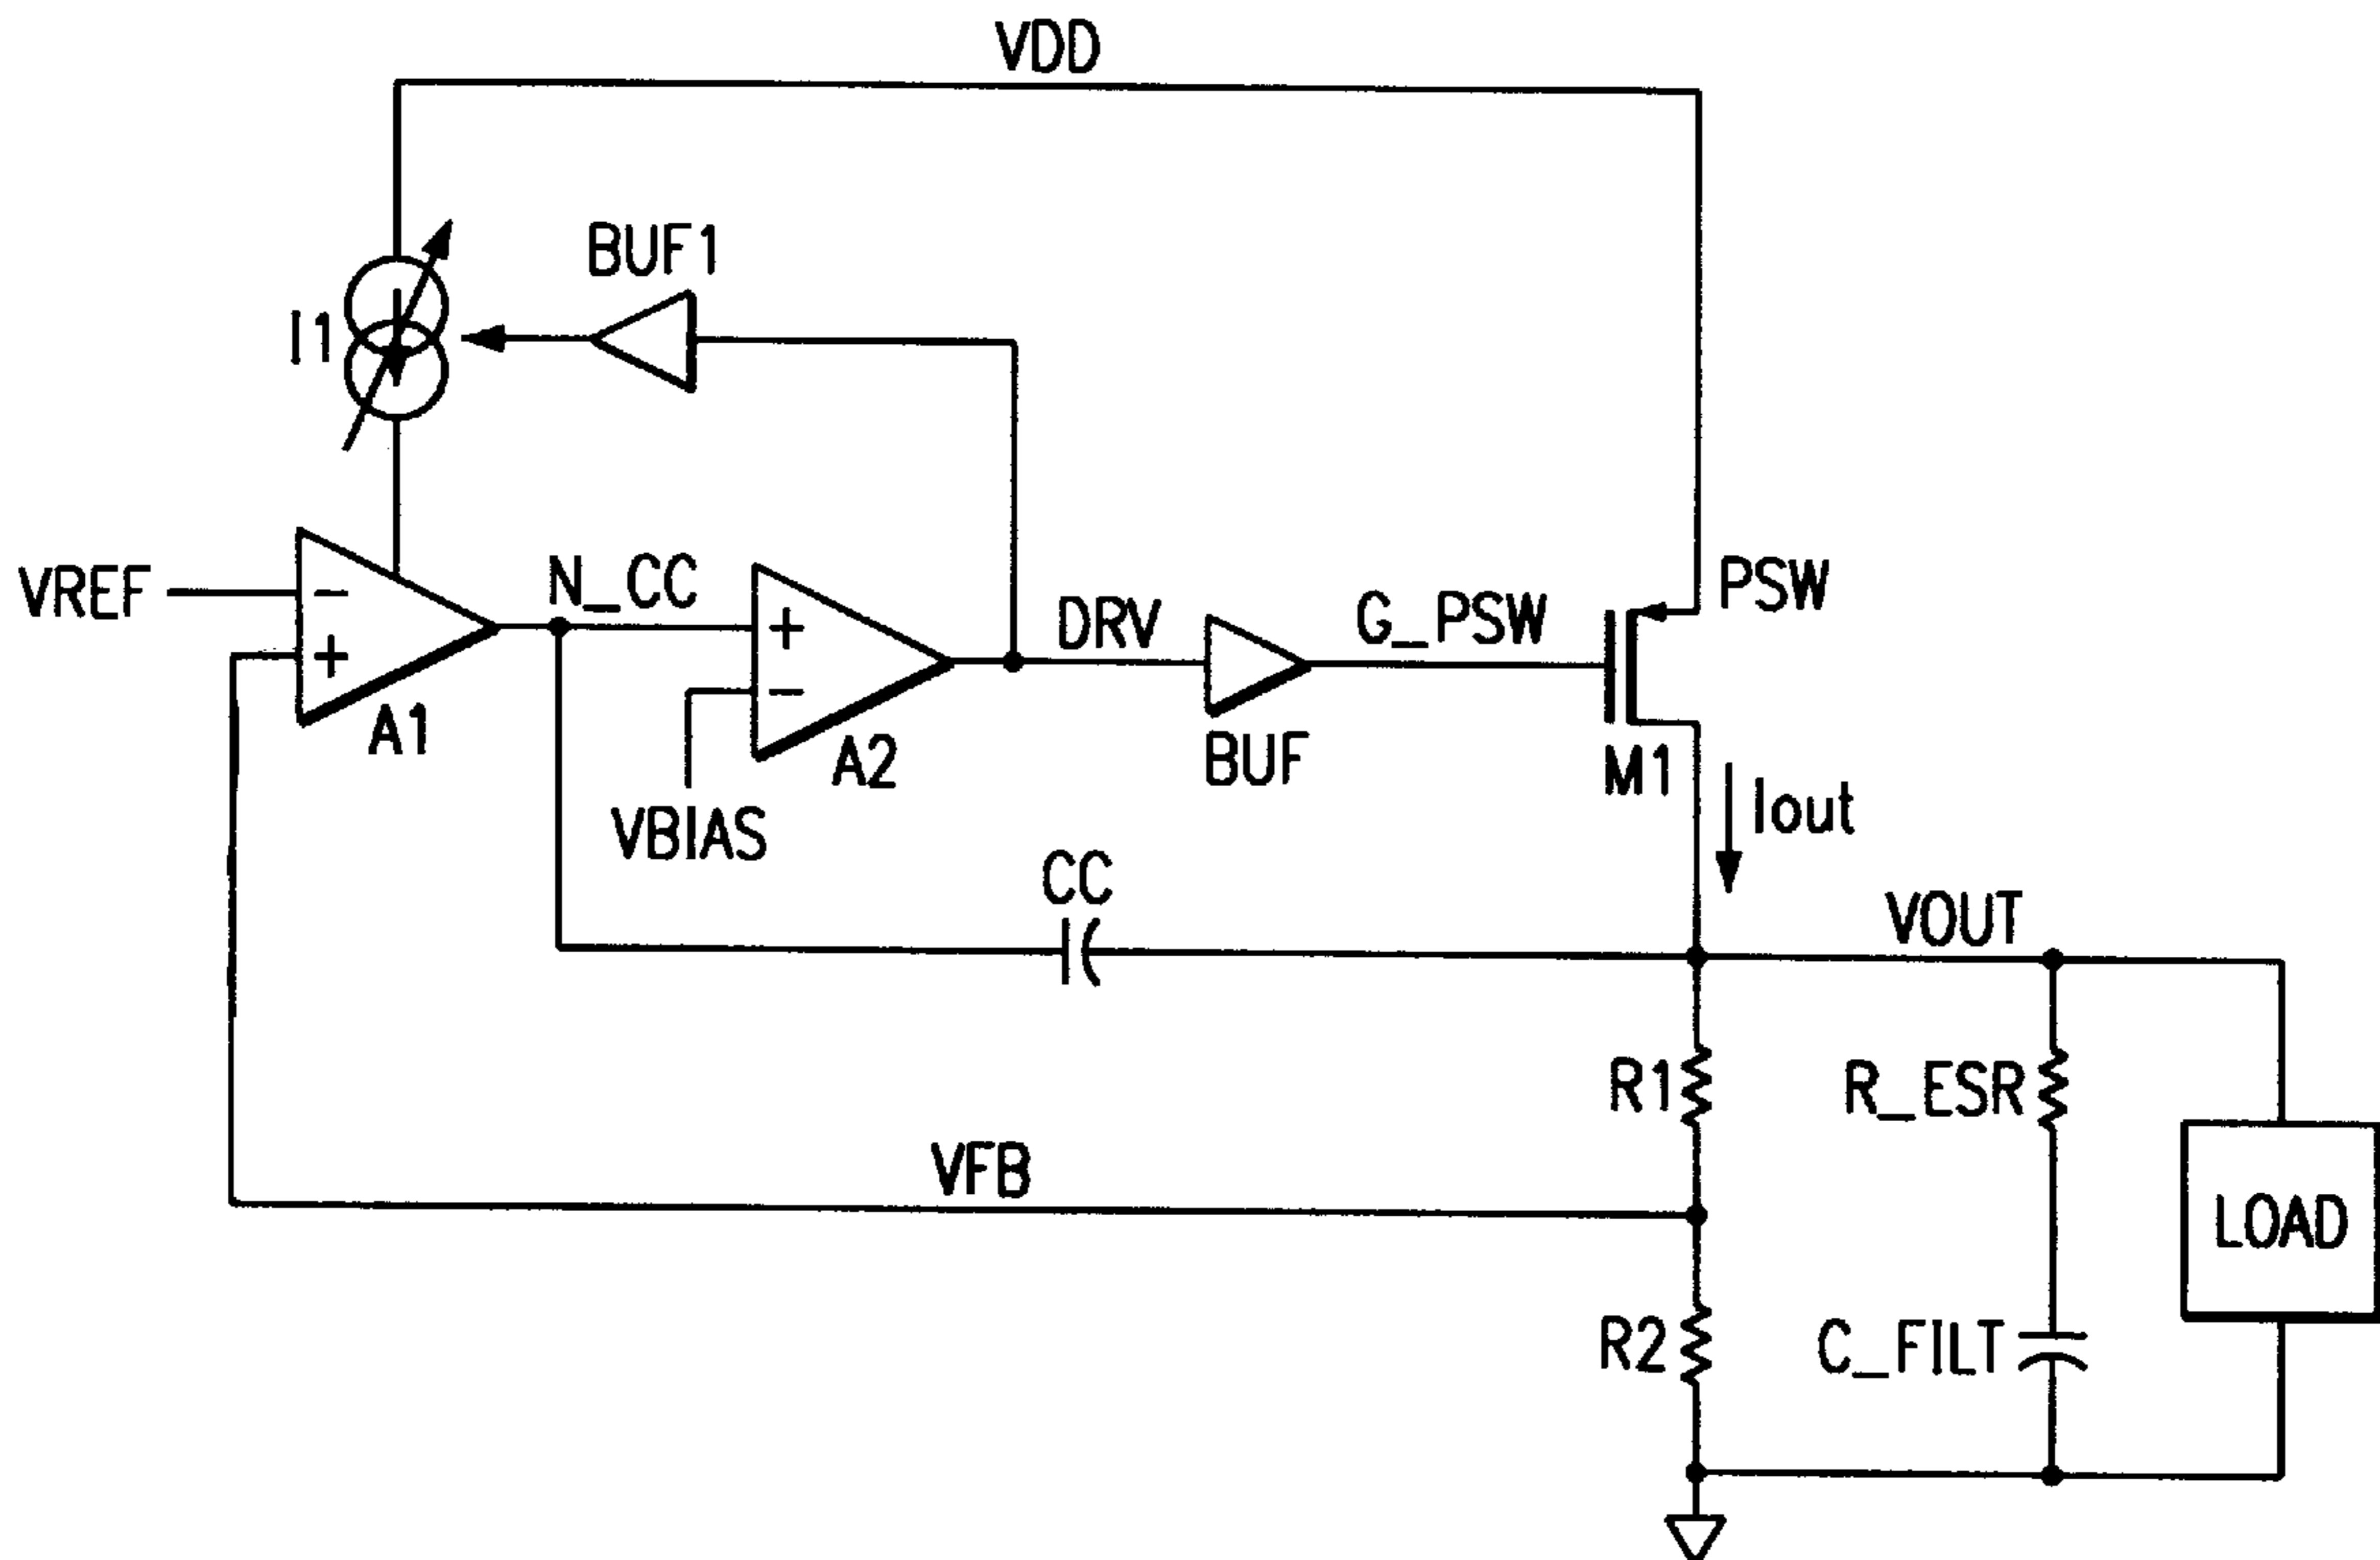 VDD
BUF1
I1
VREF
−
+
A1
N_CC
+
−
A2
VBIAS
DRV
BUF
G_PSW
PSW
M1
Iout
CC
VOUT
R1
R_ESR
VFB
LOAD
R2
C_FILT